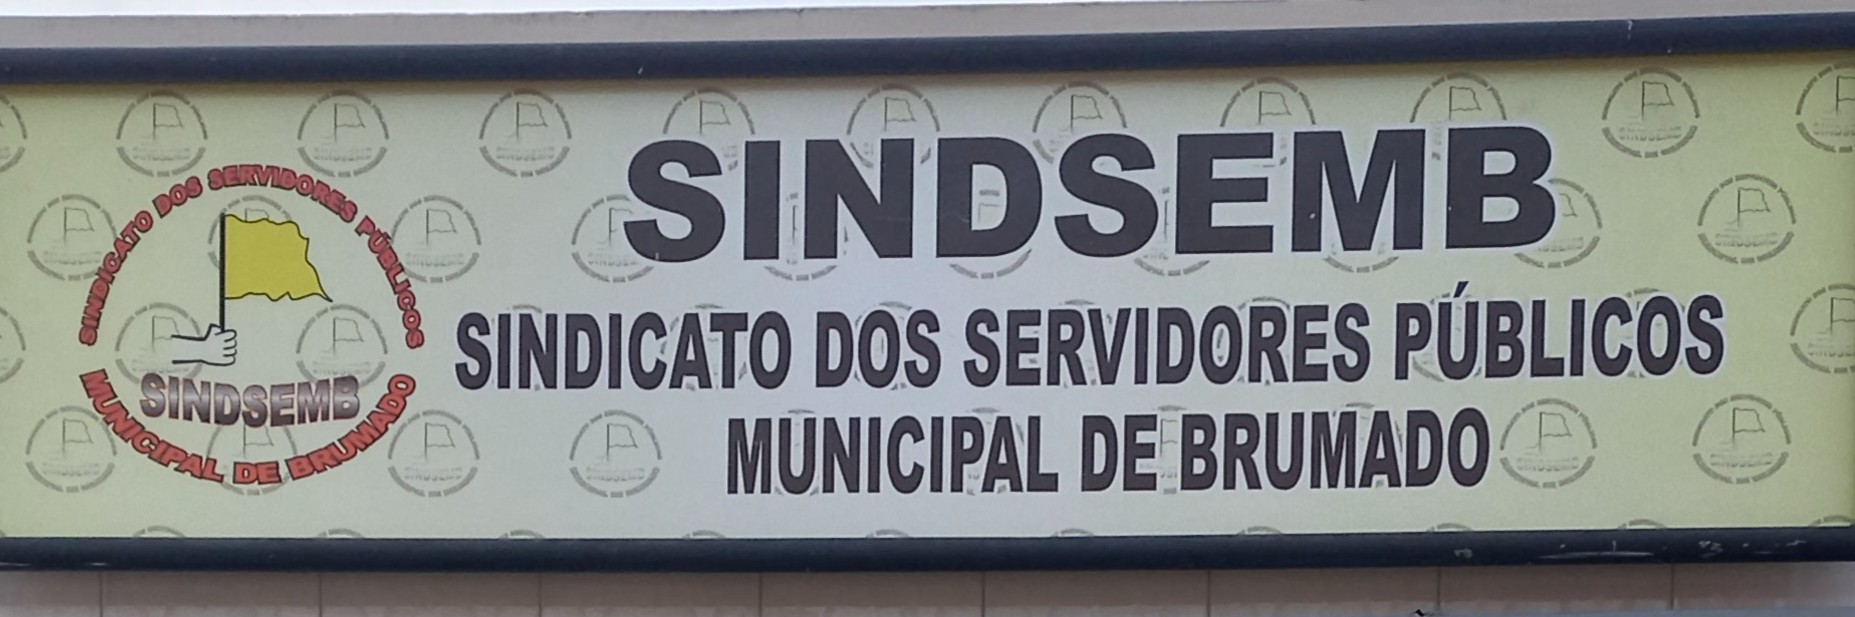 SINDICATO DOS SERVIDORES PÚBLICOS
SINDSEMB
MUNICIPAL DE BRUMADO
SINDSEMB
SINDICATO DOS SERVIDORES PÚBLICOS
MUNICIPAL DE BRUMADO